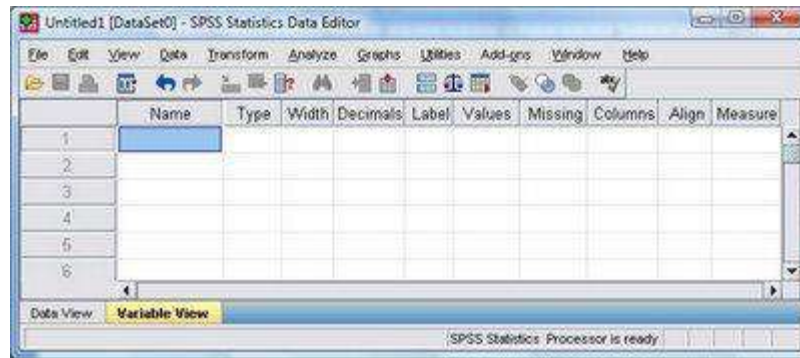 Untitled1 [DataSet0] - SPSS Statistics Data Editor
File Edit View Data Transform Analyze Graphs Utilities Add-ons Window Help
Name Type Width Decimals Label Values Missing Columns Align Measure
1
2
3
4
5
6
Data View Variable View
SPSS Statistics Processor is ready